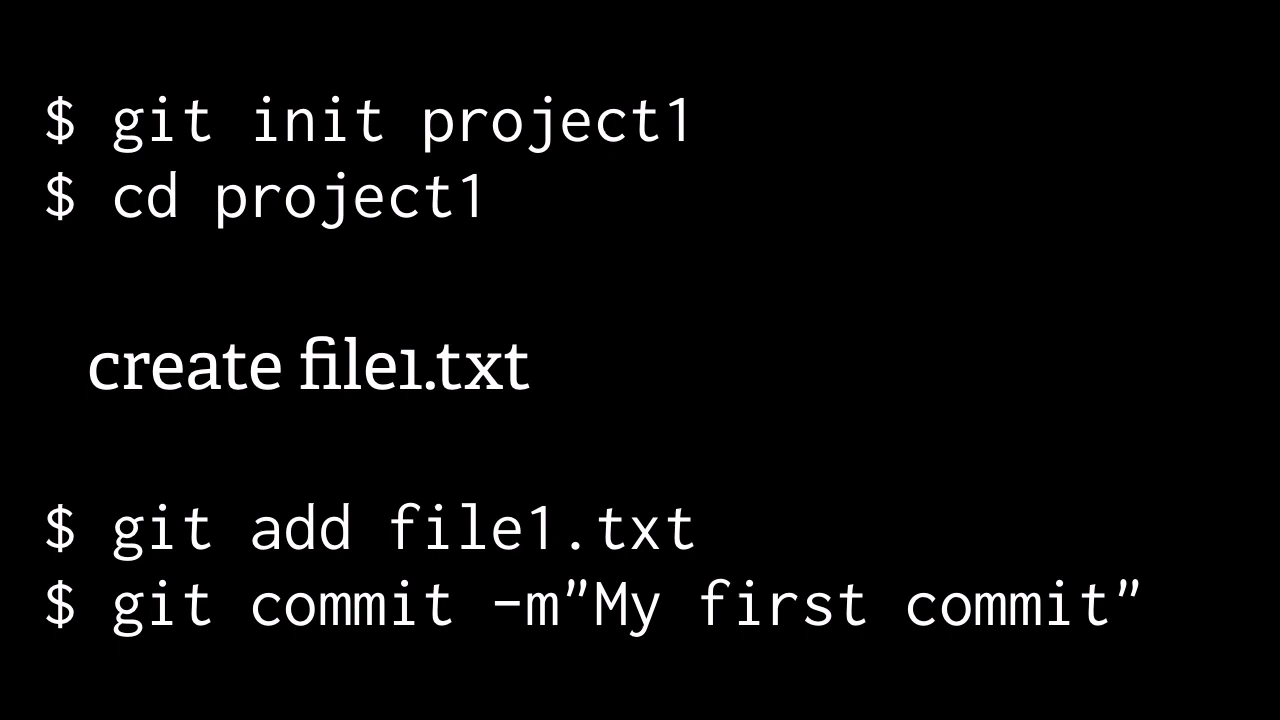 $ git init project1
$ cd project1
create file1.txt
$ git add file1.txt
$ git commit -m"My first commit"